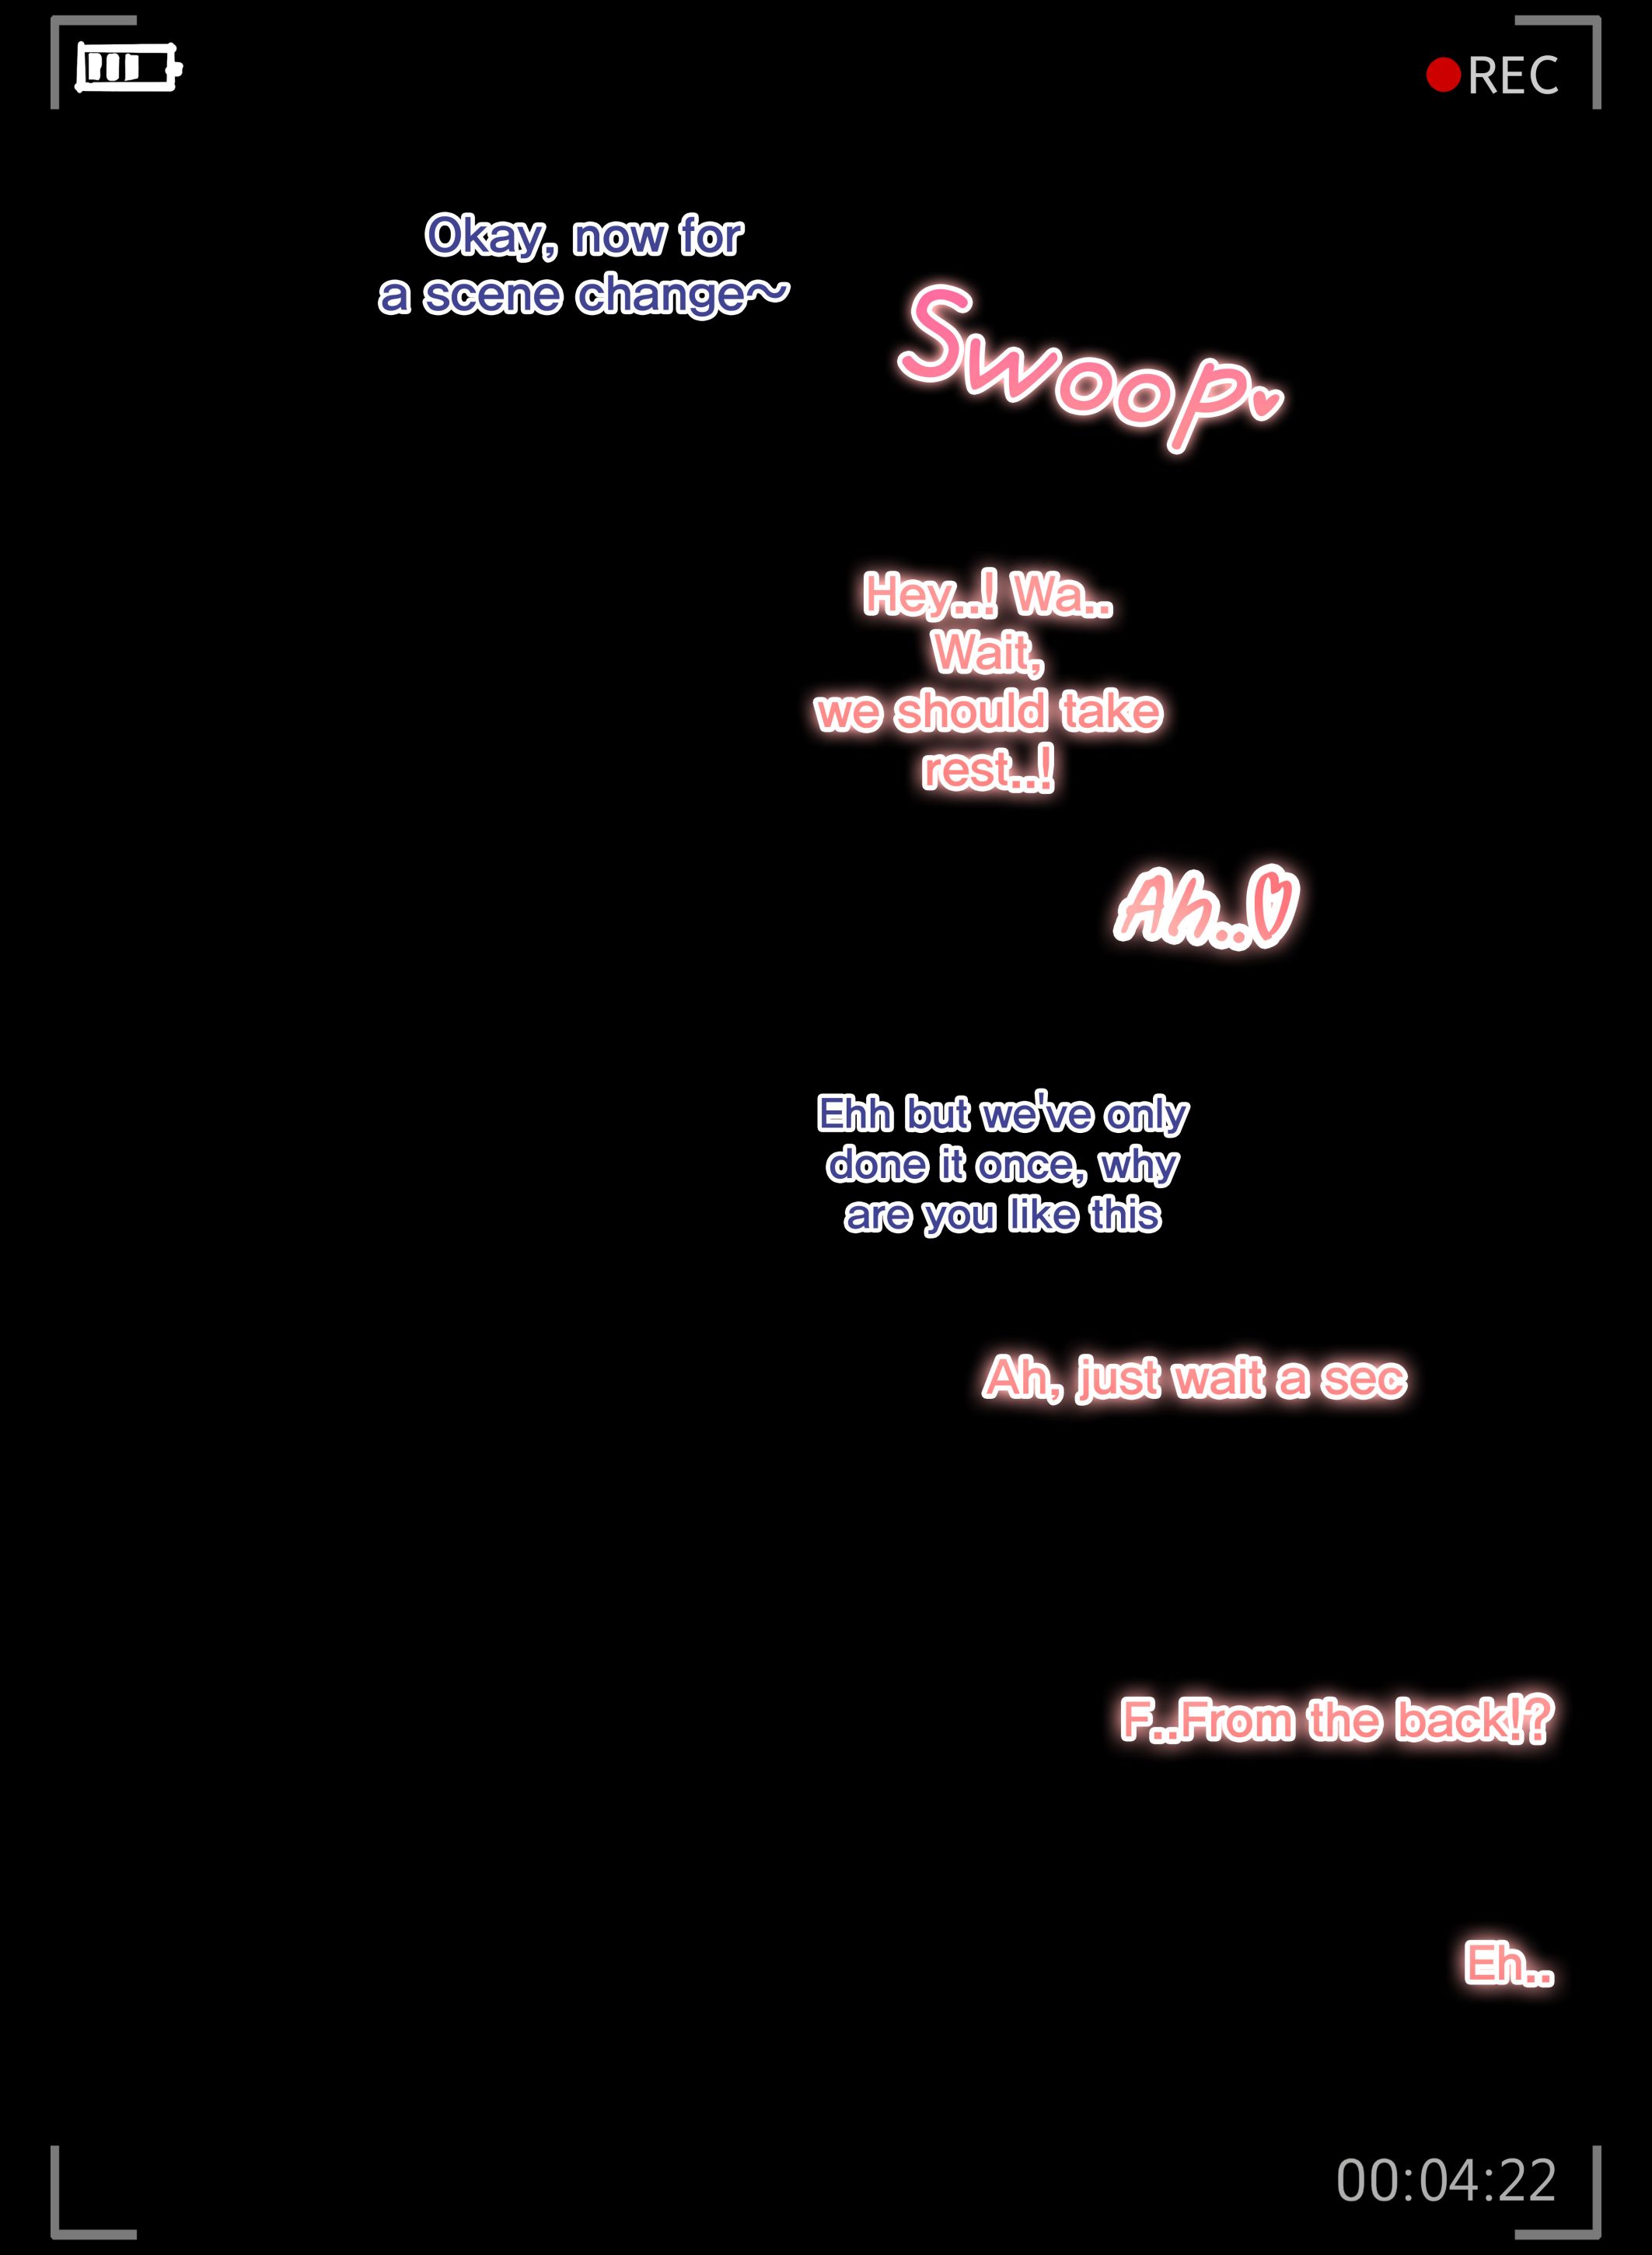 REC
Okay, now for
a scene change~
Swoop♥
Hey..! Wa..
Wait,
we should take
rest..!
Ah..♡
Ehh but we've only
done it once, why
are you like this
Ah, just wait a sec
F..From the back!?
Eh..
00:04:22